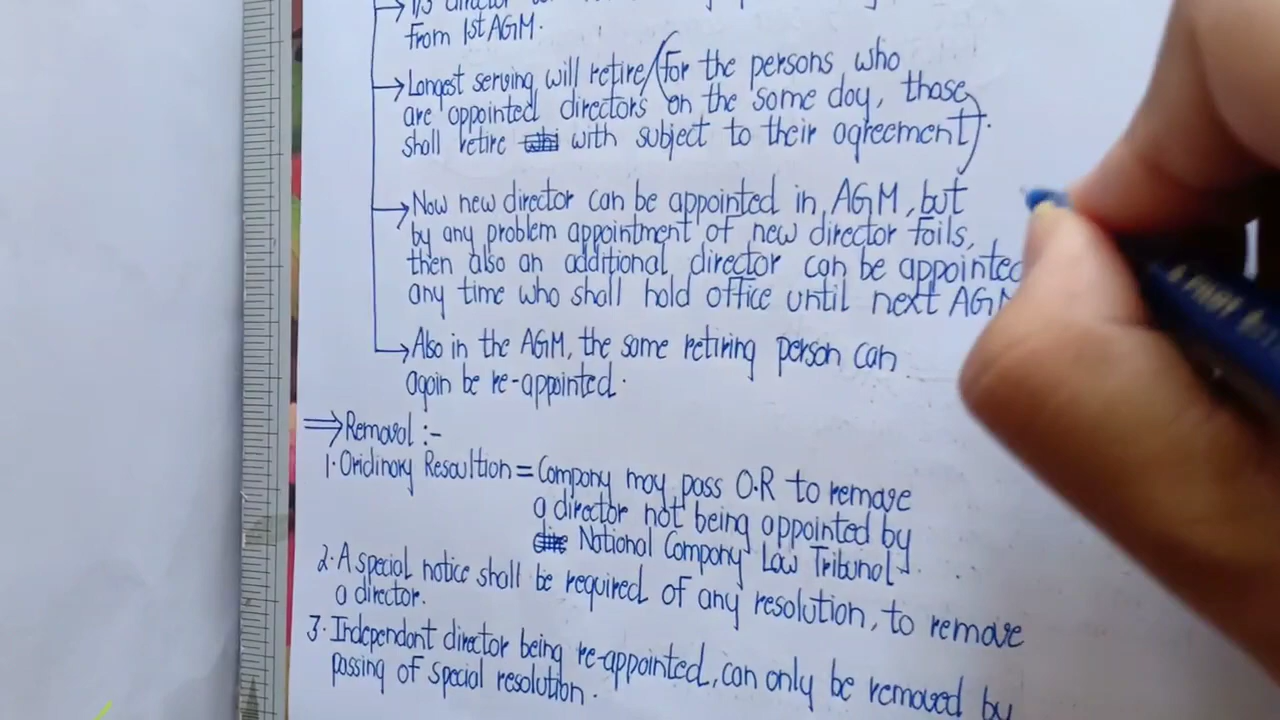 → 1/3 director
from 1st AGM.
→ Longest serving will retire (for the persons who
are appointed directors on the same day, those
shall retire with subject to their agreement).
→ Now new director can be appointed in AGM, but
by any problem appointment of new director fails,
then also an additional director can be appointed
any time who shall hold office until next AGM
→ Also in the AGM, the same retiring person can
again be re-appointed.
⇒ Removal :-
1. Oridinary Resoultion = Company may pass O.R to remove
a director not being appointed by
National Company Law Tribunal.
2. A special notice shall be required of any resolution, to remove
a director.
3. Independant director being re-appointed, can only be removed by
passing of special resolution.